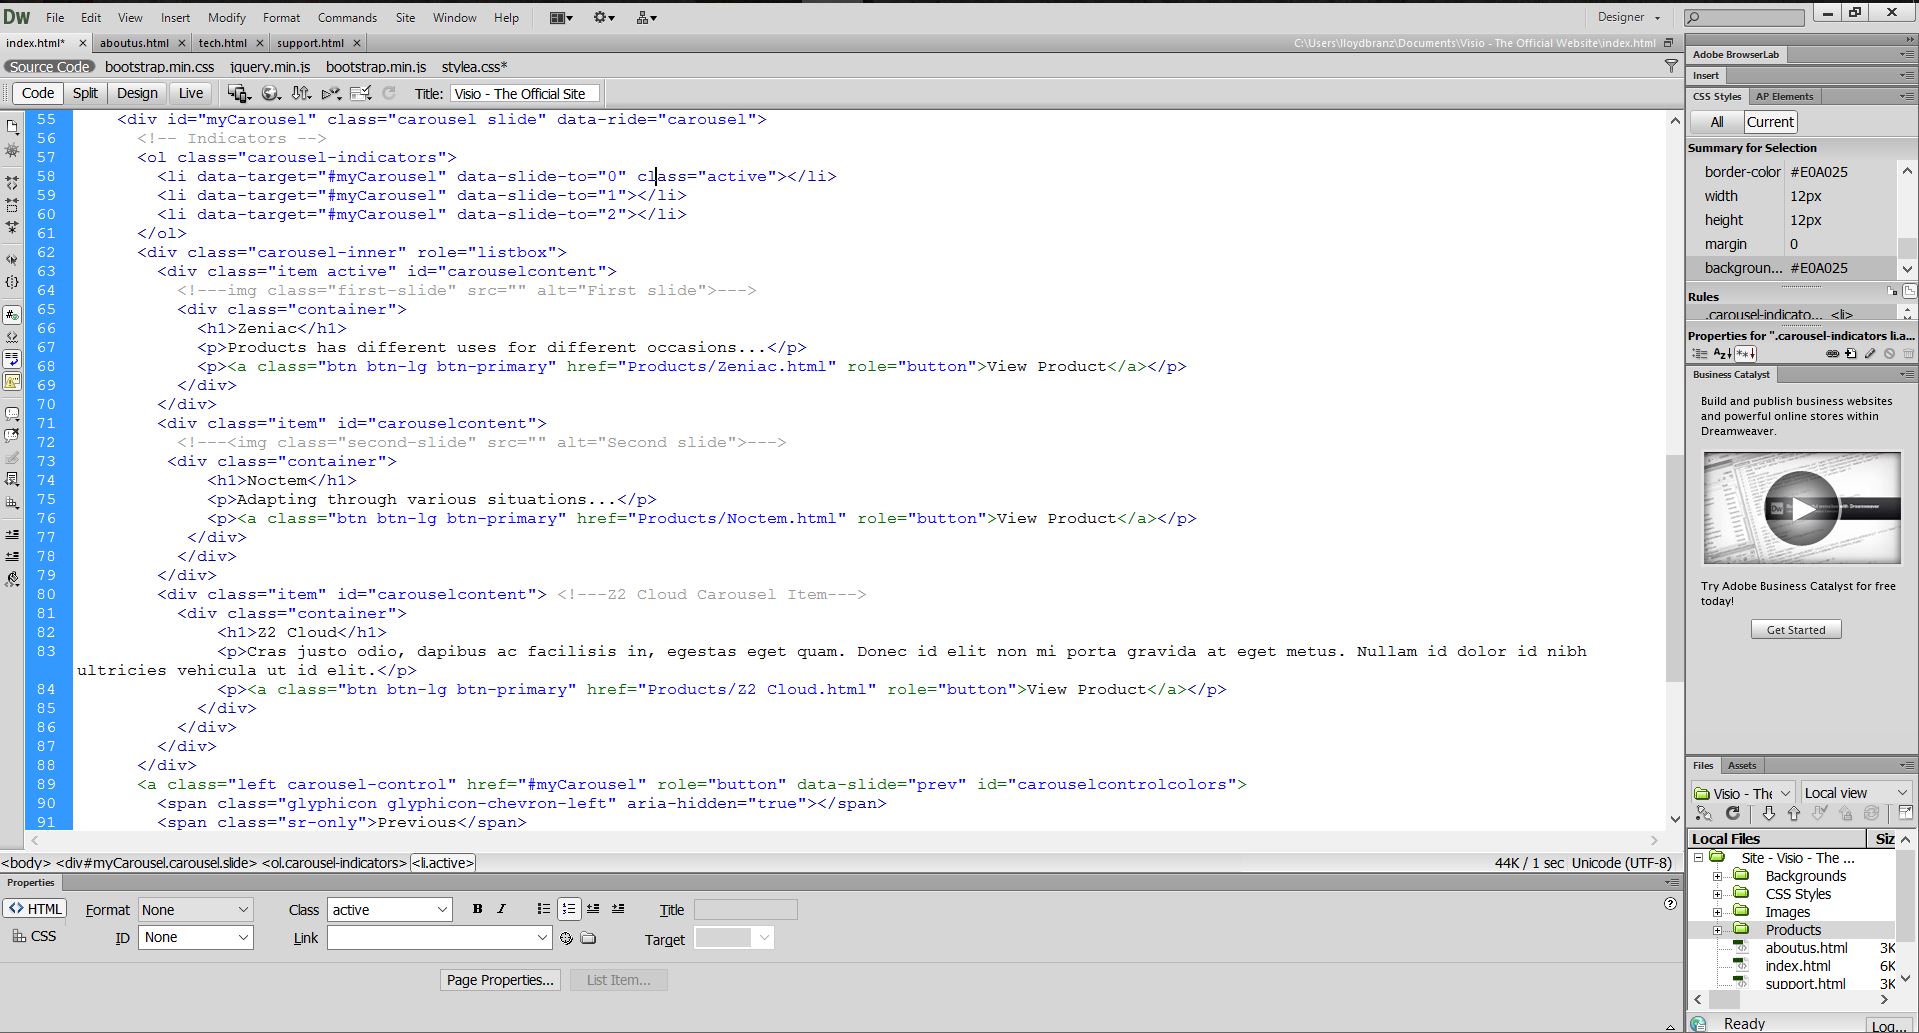 Dw File Edit View Insert Modify Format Commands Site Window Help Designer
index.html* aboutus.html tech.html support.html C:\Users\lloydbranz\Documents\Visio - The Official Website\index.html
Source Code bootstrap.min.css jquery.min.js bootstrap.min.js stylea.css*
Code Split Design Live Title: Visio - The Official Site
55 <div id="myCarousel" class="carousel slide" data-ride="carousel">
56 <!-- Indicators -->
57 <ol class="carousel-indicators">
58 <li data-target="#myCarousel" data-slide-to="0" class="active"></li>
59 <li data-target="#myCarousel" data-slide-to="1"></li>
60 <li data-target="#myCarousel" data-slide-to="2"></li>
61 </ol>
62 <div class="carousel-inner" role="listbox">
63 <div class="item active" id="carouselcontent">
64 <!---img class="first-slide" src="" alt="First slide">--->
65 <div class="container">
66 <h1>Zeniac</h1>
67 <p>Products has different uses for different occasions...</p>
68 <p><a class="btn btn-lg btn-primary" href="Products/Zeniac.html" role="button">View Product</a></p>
69 </div>
70 </div>
71 <div class="item" id="carouselcontent">
72 <!---<img class="second-slide" src="" alt="Second slide">--->
73 <div class="container">
74 <h1>Noctem</h1>
75 <p>Adapting through various situations...</p>
76 <p><a class="btn btn-lg btn-primary" href="Products/Noctem.html" role="button">View Product</a></p>
77 </div>
78 </div>
79 </div>
80 <div class="item" id="carouselcontent"> <!---Z2 Cloud Carousel Item--->
81 <div class="container">
82 <h1>Z2 Cloud</h1>
83 <p>Cras justo odio, dapibus ac facilisis in, egestas eget quam. Donec id elit non mi porta gravida at eget metus. Nullam id dolor id nibh
ultricies vehicula ut id elit.</p>
84 <p><a class="btn btn-lg btn-primary" href="Products/Z2 Cloud.html" role="button">View Product</a></p>
85 </div>
86 </div>
87 </div>
88 </div>
89 <a class="left carousel-control" href="#myCarousel" role="button" data-slide="prev" id="carouselcontrolcolors">
90 <span class="glyphicon glyphicon-chevron-left" aria-hidden="true"></span>
91 <span class="sr-only">Previous</span>
<body> <div#myCarousel.carousel.slide> <ol.carousel-indicators> <li.active> 44K / 1 sec Unicode (UTF-8)
Properties
HTML Format None Class active B I Title
CSS ID None Link Target
Page Properties... List Item...
Adobe BrowserLab
Insert
CSS Styles AP Elements
All Current
Summary for Selection
border-color #E0A025
width 12px
height 12px
margin 0
backgroun... #E0A025
Rules
.carousel-indicato... <li>
Properties for ".carousel-indicators li.a...
Business Catalyst
Build and publish business websites
and powerful online stores within
Dreamweaver.
Try Adobe Business Catalyst for free
today!
Get Started
Files Assets
Visio - The Local view
Local Files Siz
Site - Visio - The ...
Backgrounds
CSS Styles
Images
Products
aboutus.html 3K
index.html 6K
support.html 3K
Ready Log...